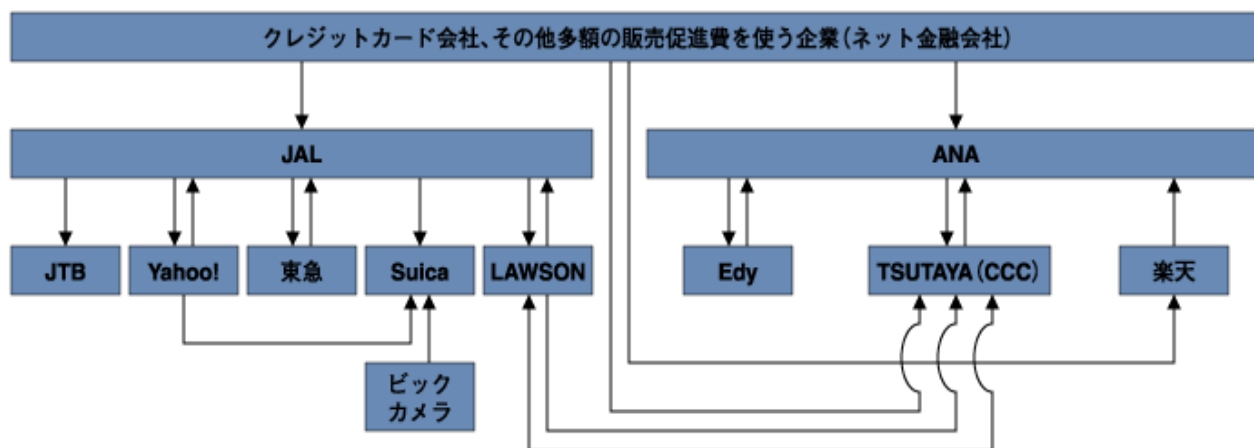 クレジットカード会社、その他多額の販売促進費を使う企業(ネット金融会社)
JAL
ANA
JTB
Yahoo!
東急
Suica
LAWSON
Edy
TSUTAYA(CCC)
楽天
ビック
カメラ